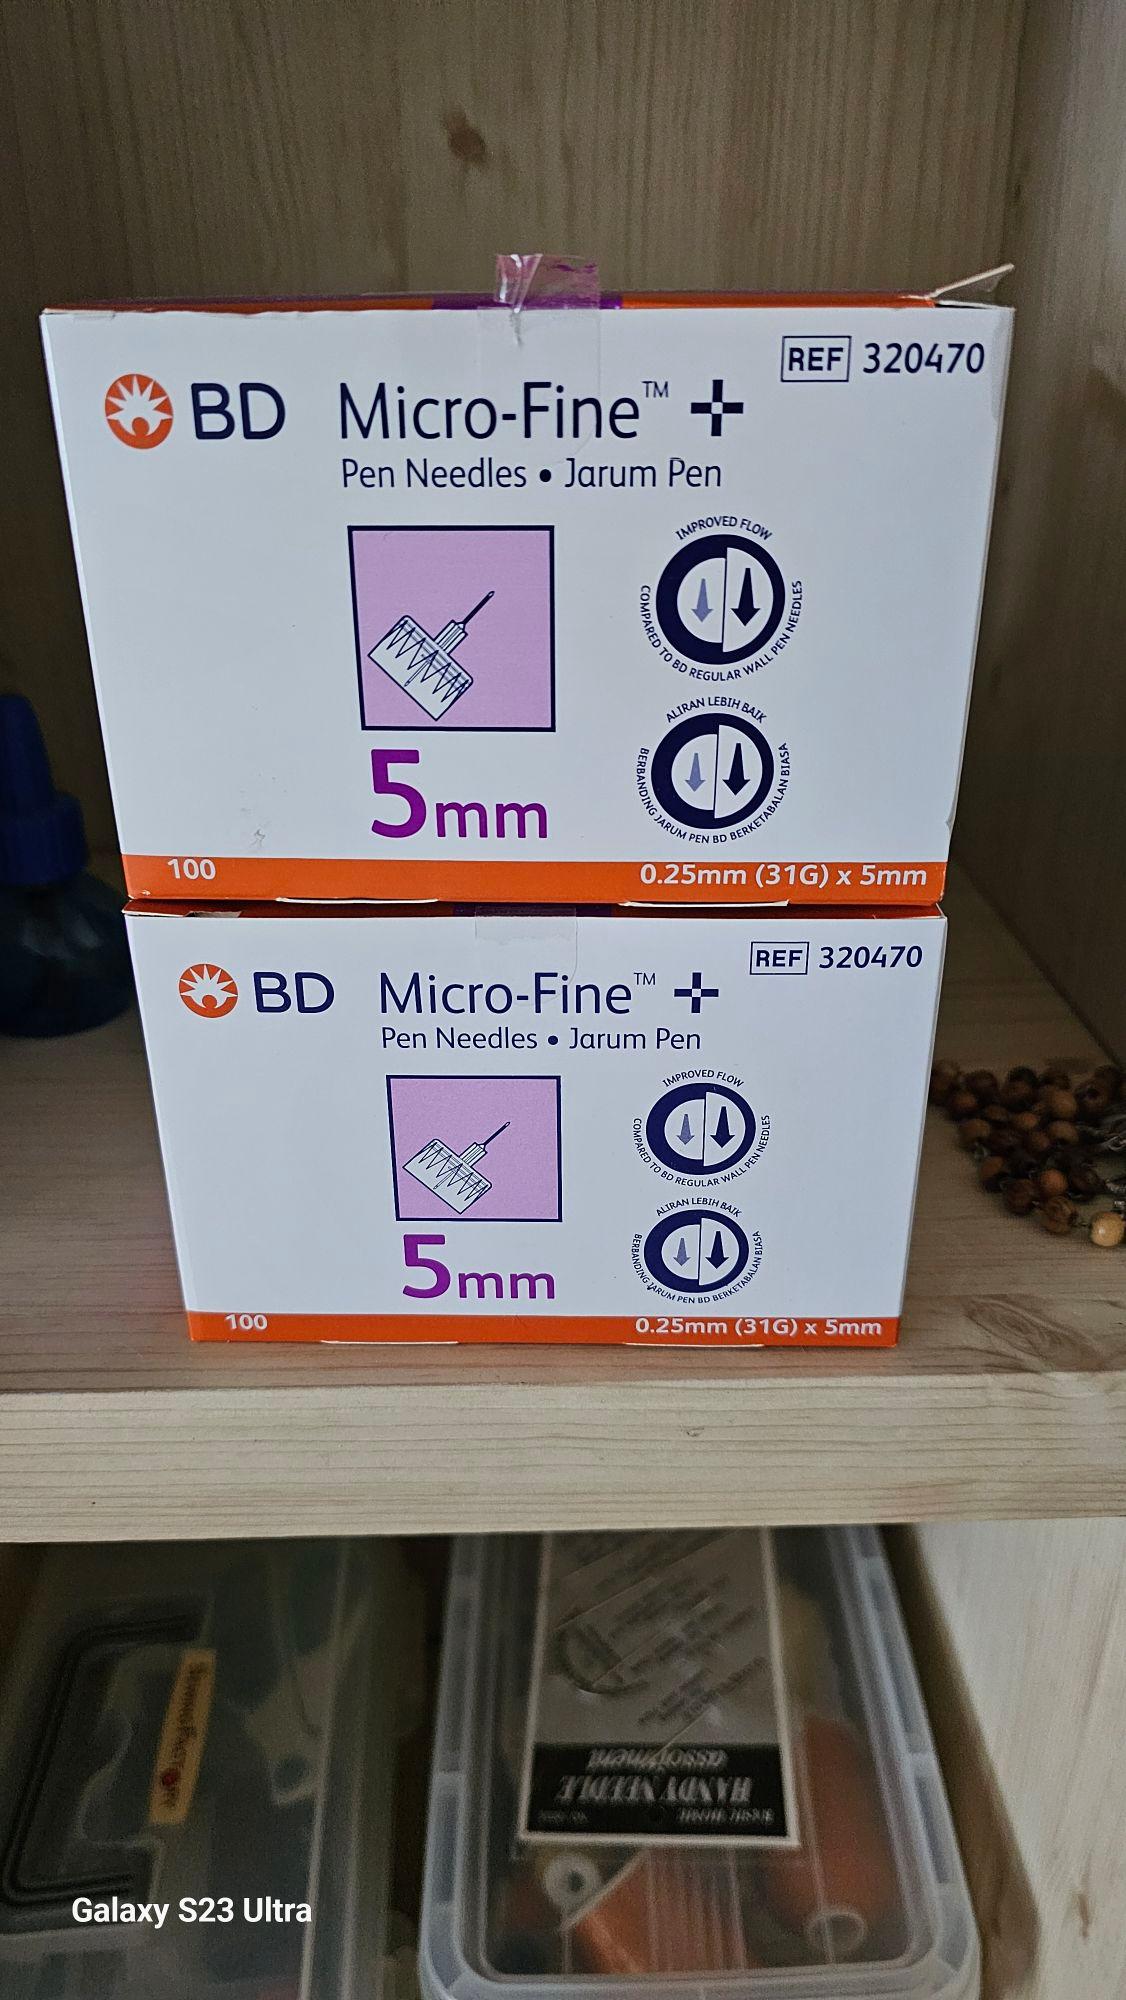 REF 320470
BD Micro-Fine™ +
Pen Needles • Jarum Pen
IMPROVED FLOW
COMPARED TO BD REGULAR WALL PEN NEEDLES
ALIRAN LEBIH BAIK
BERBANDING JARUM PEN BD BERKETABALAN BIASA
5mm
100
0.25mm (31G) x 5mm
REF 320470
BD Micro-Fine™ +
Pen Needles • Jarum Pen
IMPROVED FLOW
COMPARED TO BD REGULAR WALL PEN NEEDLES
ALIRAN LEBIH BAIK
BERBANDING JARUM PEN BD BERKETABALAN BIASA
5mm
100
0.25mm (31G) x 5mm
HANDY NEEDLE
assortment
Galaxy S23 Ultra